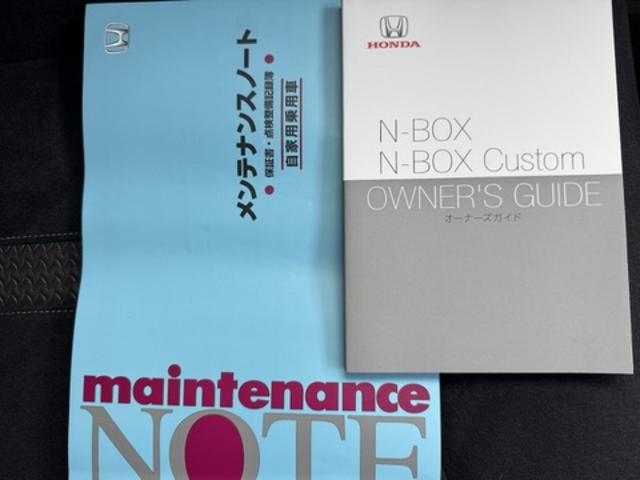 メンテナンスノート
● 保証書・点検整備記録簿 ●
自家用乗用車
maintenance
NOTE
HONDA
N-BOX
N-BOX Custom
OWNER'S GUIDE
オーナーズガイド